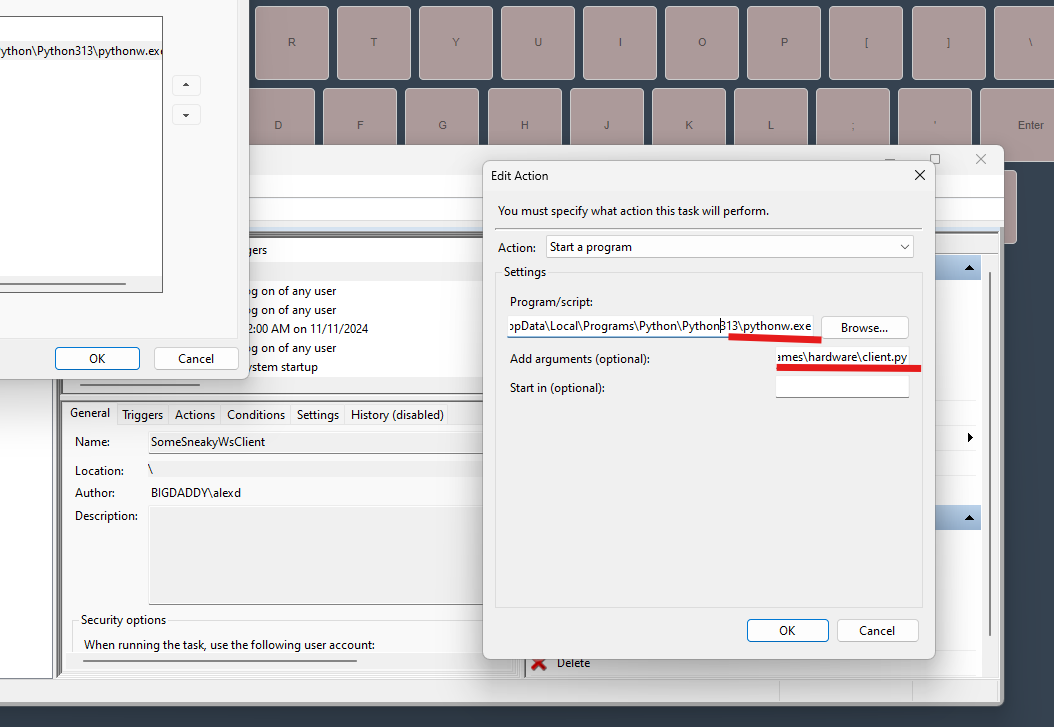 R T Y U I O P [ ] \
ython\Python313\pythonw.exe
D F G H J K L ; ' Enter
Edit Action
You must specify what action this task will perform.
Action: Start a program
gers
Settings
og on of any user
Program/script:
og on of any user
2:00 AM on 11/11/2024
ppData\Local\Programs\Python\Python313\pythonw.exe Browse...
og on of any user
OK Cancel
Add arguments (optional): ames\hardware\client.py
ystem startup
Start in (optional):
General Triggers Actions Conditions Settings History (disabled)
Name: SomeSneakyWsClient
Location: \
Author: BIGDADDY\alexd
Description:
Security options
When running the task, use the following user account:
OK Cancel
Delete